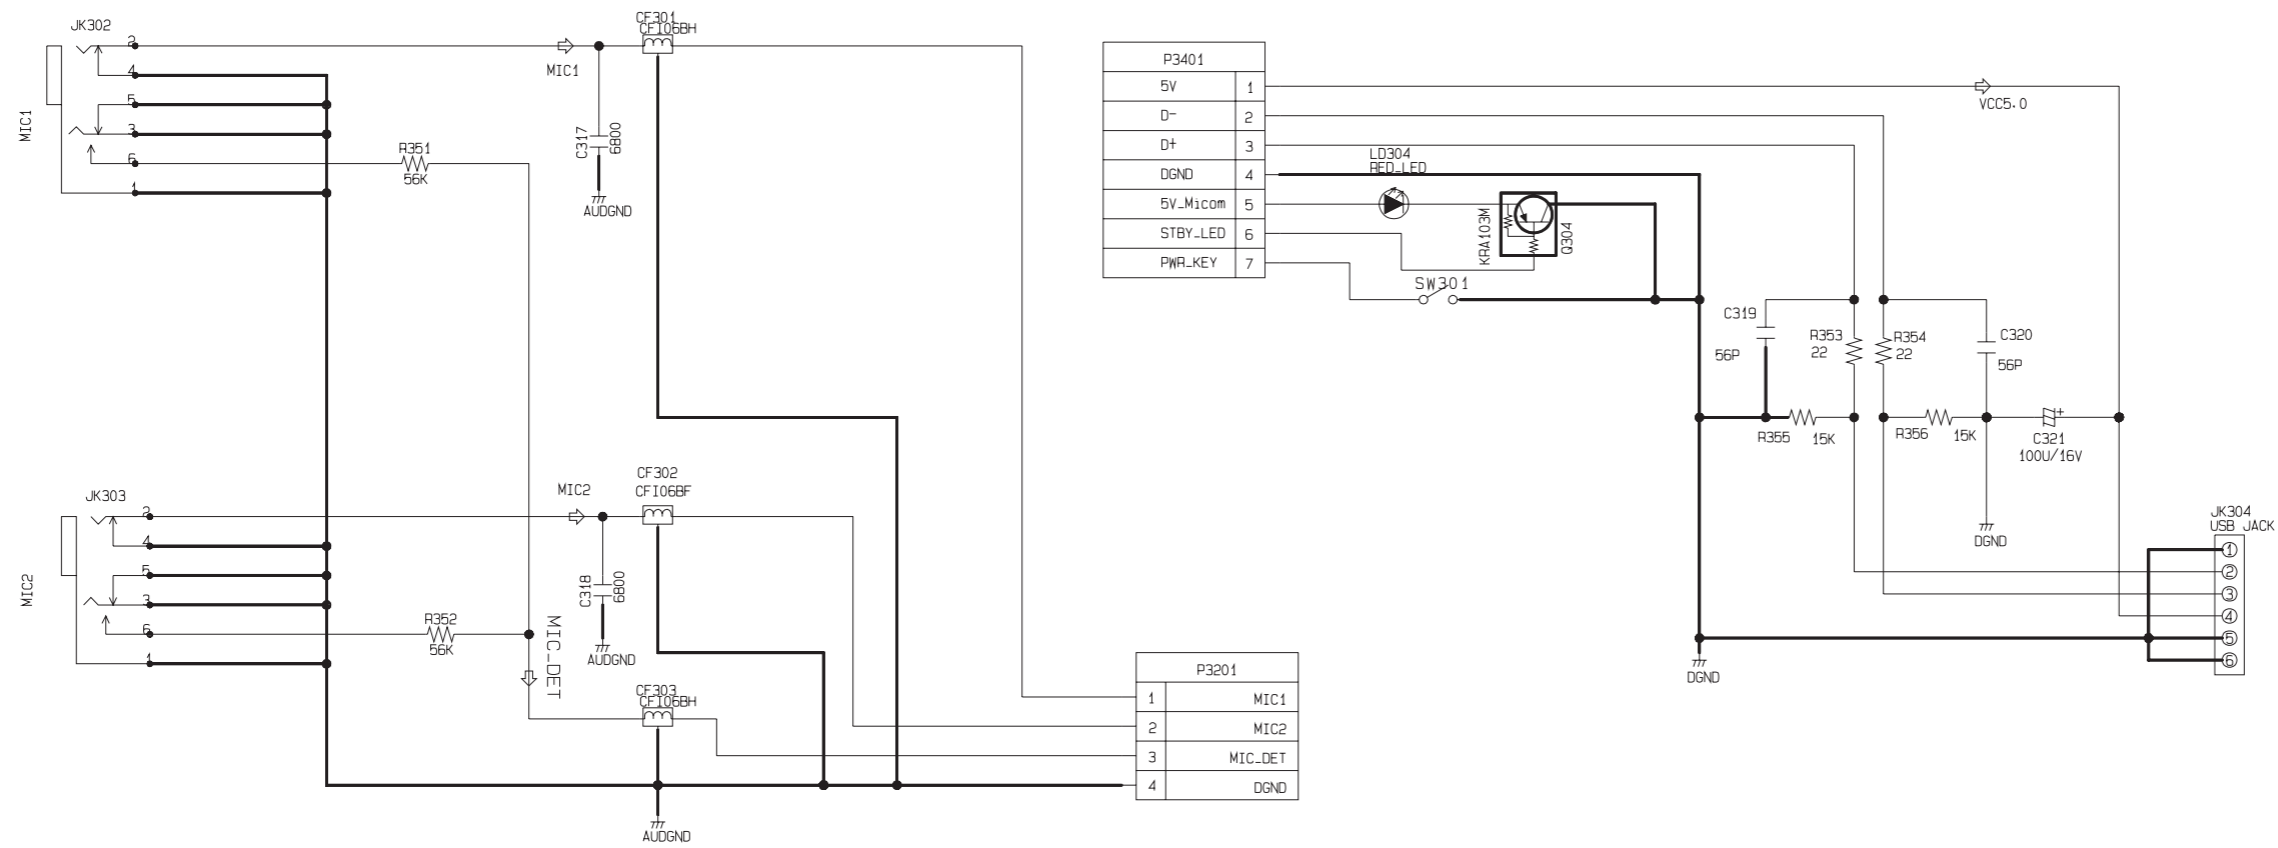 JK302
2
4
5
3
6
1
MIC1
MIC1
CF301
CFI06BH
C317
6800
AUDGND
R351
56K
JK303
2
4
5
3
6
1
MIC2
MIC2
CF302
CFI06BF
C318
6800
AUDGND
R352
56K
MIC_DET
CF303
CFI06BH
AUDGND
P3201
1 MIC1
2 MIC2
3 MIC_DET
4 DGND
P3401
5V 1
D- 2
D+ 3
DGND 4
5V_Micom 5
STBY_LED 6
PWR_KEY 7
VCC5.0
LD304
RED_LED
KRA103M
Q304
SW301
C319
56P
R353
22
R354
22
C320
56P
R355
15K
R356
15K
C321
+
100U/16V
DGND
DGND
JK304
USB JACK
1
2
3
4
5
6